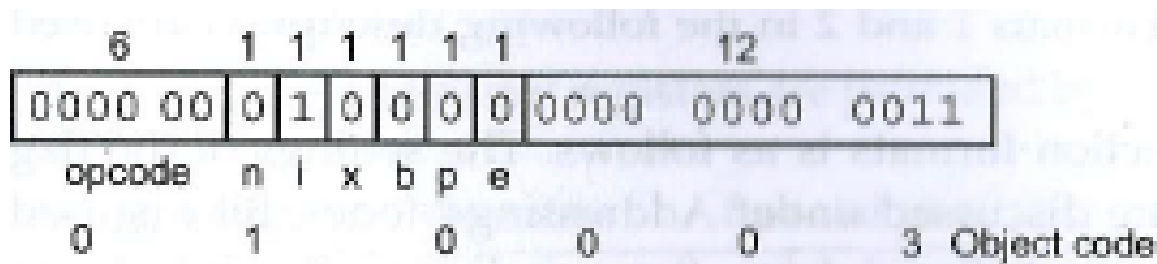 6 1 1 1 1 1 1 12
0000 00 0 1 0 0 0 0 0000 0000 0011
opcode n i x b p e
0 1 0 0 0 3 Object code